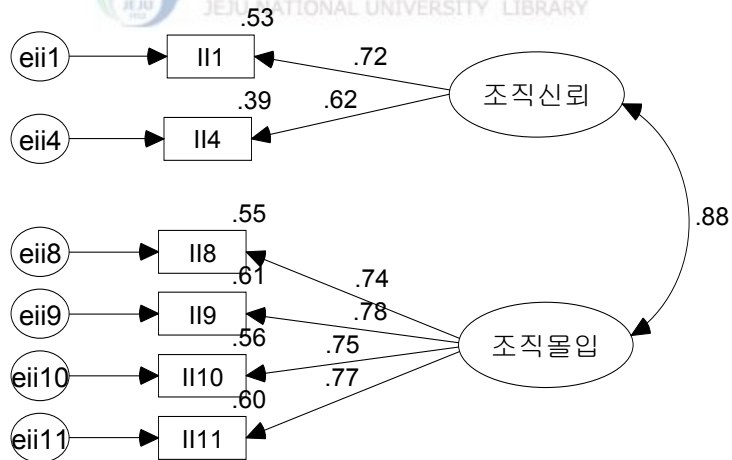 JEJU NATIONAL UNIVERSITY LIBRARY
.53
eii1 II1 .72 조직신뢰
.39 .62
eii4 II4
.88
.55
eii8 II8 .74
.61
eii9 II9 .78
.56
조직몰입
eii10 II10 .75
.60 .77
eii11 II11